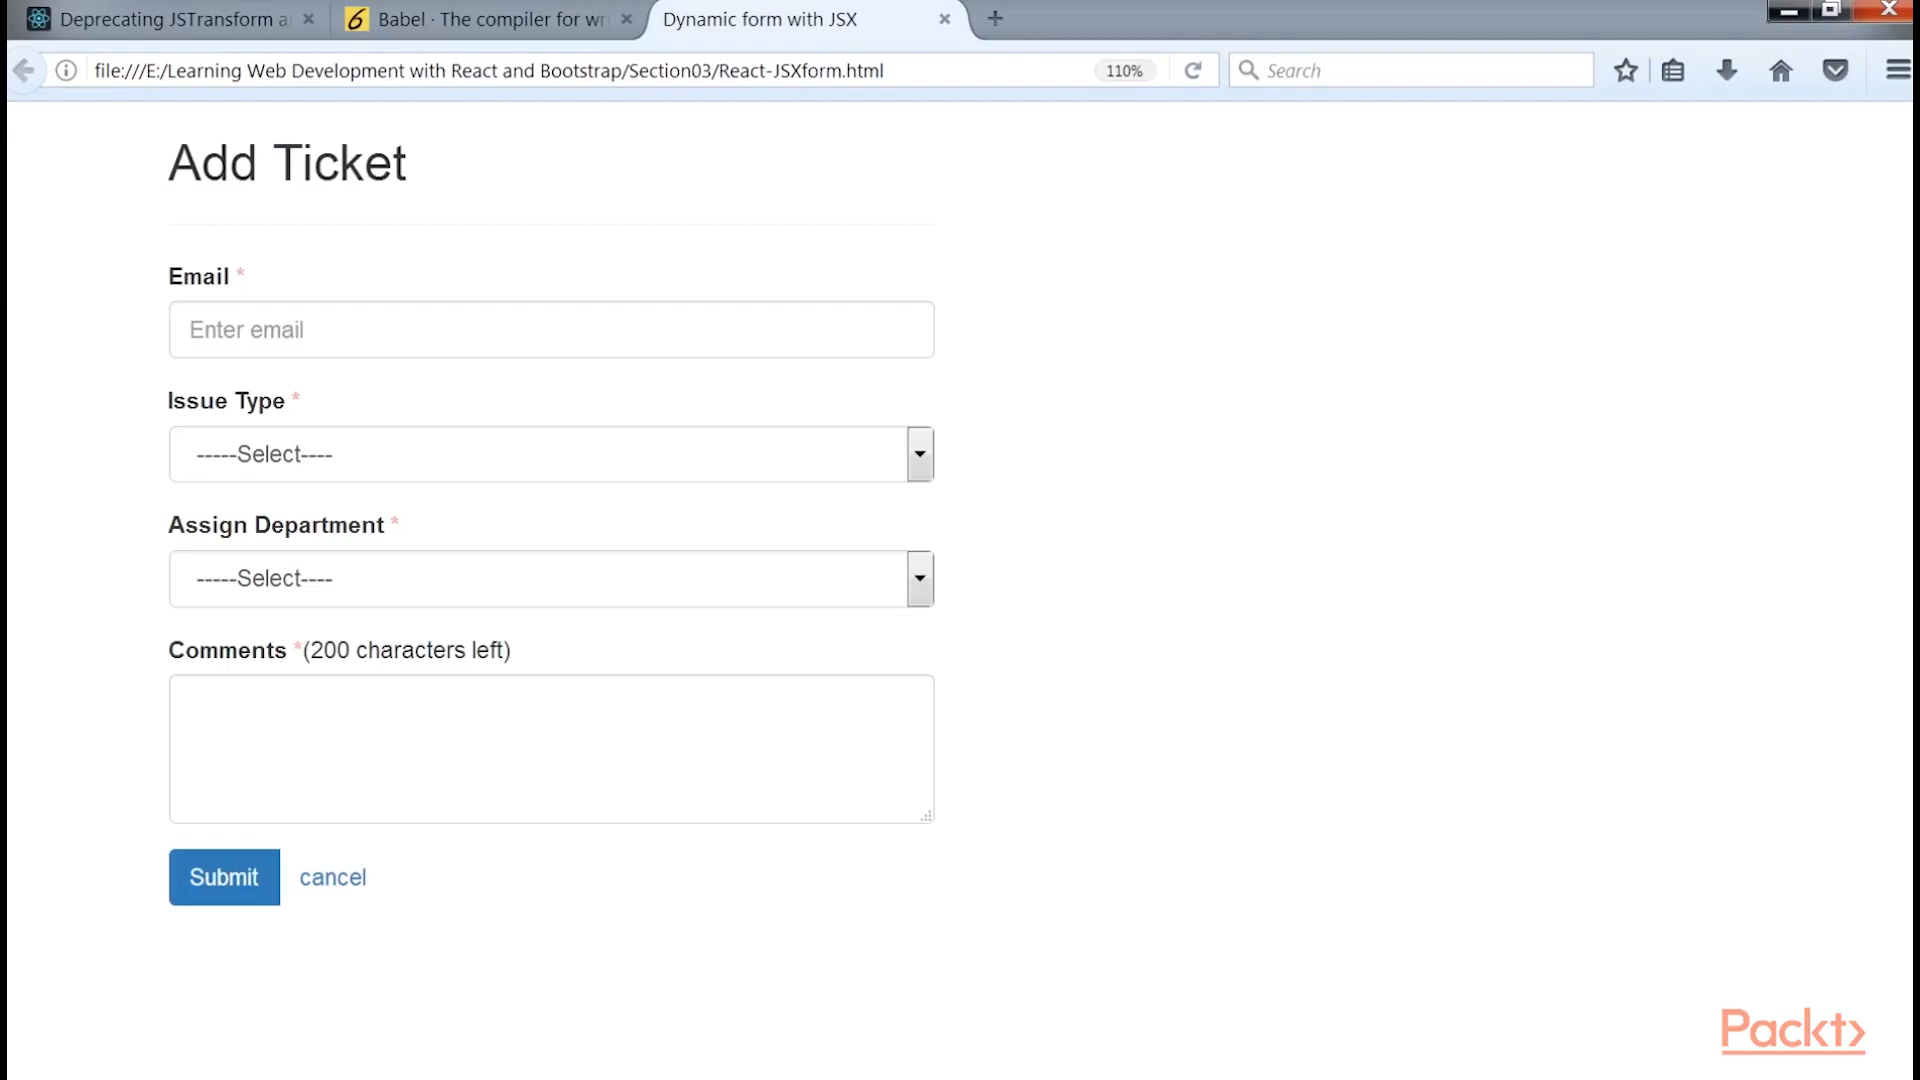 Deprecating JSTransform a
Babel · The compiler for wri
Dynamic form with JSX
file:///E:/Learning Web Development with React and Bootstrap/Section03/React-JSXform.html
110%
Search
Add Ticket
Email *
Enter email
Issue Type *
-----Select----
Assign Department *
-----Select----
Comments *(200 characters left)
Submit cancel
Packt>